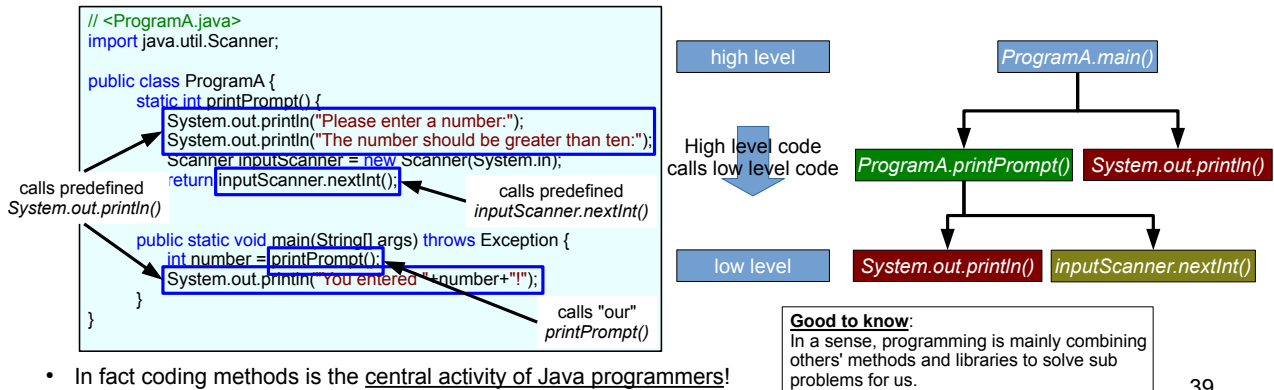 // <ProgramA.java>
import java.util.Scanner;
public class ProgramA {
static int printPrompt() {
System.out.println("Please enter a number:");
System.out.println("The number should be greater than ten:");
Scanner inputScanner = new Scanner(System.in);
return inputScanner.nextInt();
}
public static void main(String[] args) throws Exception {
int number = printPrompt();
System.out.println("You entered "+number+"!");
}
}
calls predefined
System.out.println()
calls predefined
inputScanner.nextInt()
calls "our"
printPrompt()
high level
High level code
calls low level code
low level
ProgramA.main()
ProgramA.printPrompt()
System.out.println()
System.out.println()
inputScanner.nextInt()
Good to know:
In a sense, programming is mainly combining
others' methods and libraries to solve sub
problems for us.
• In fact coding methods is the central activity of Java programmers!
39